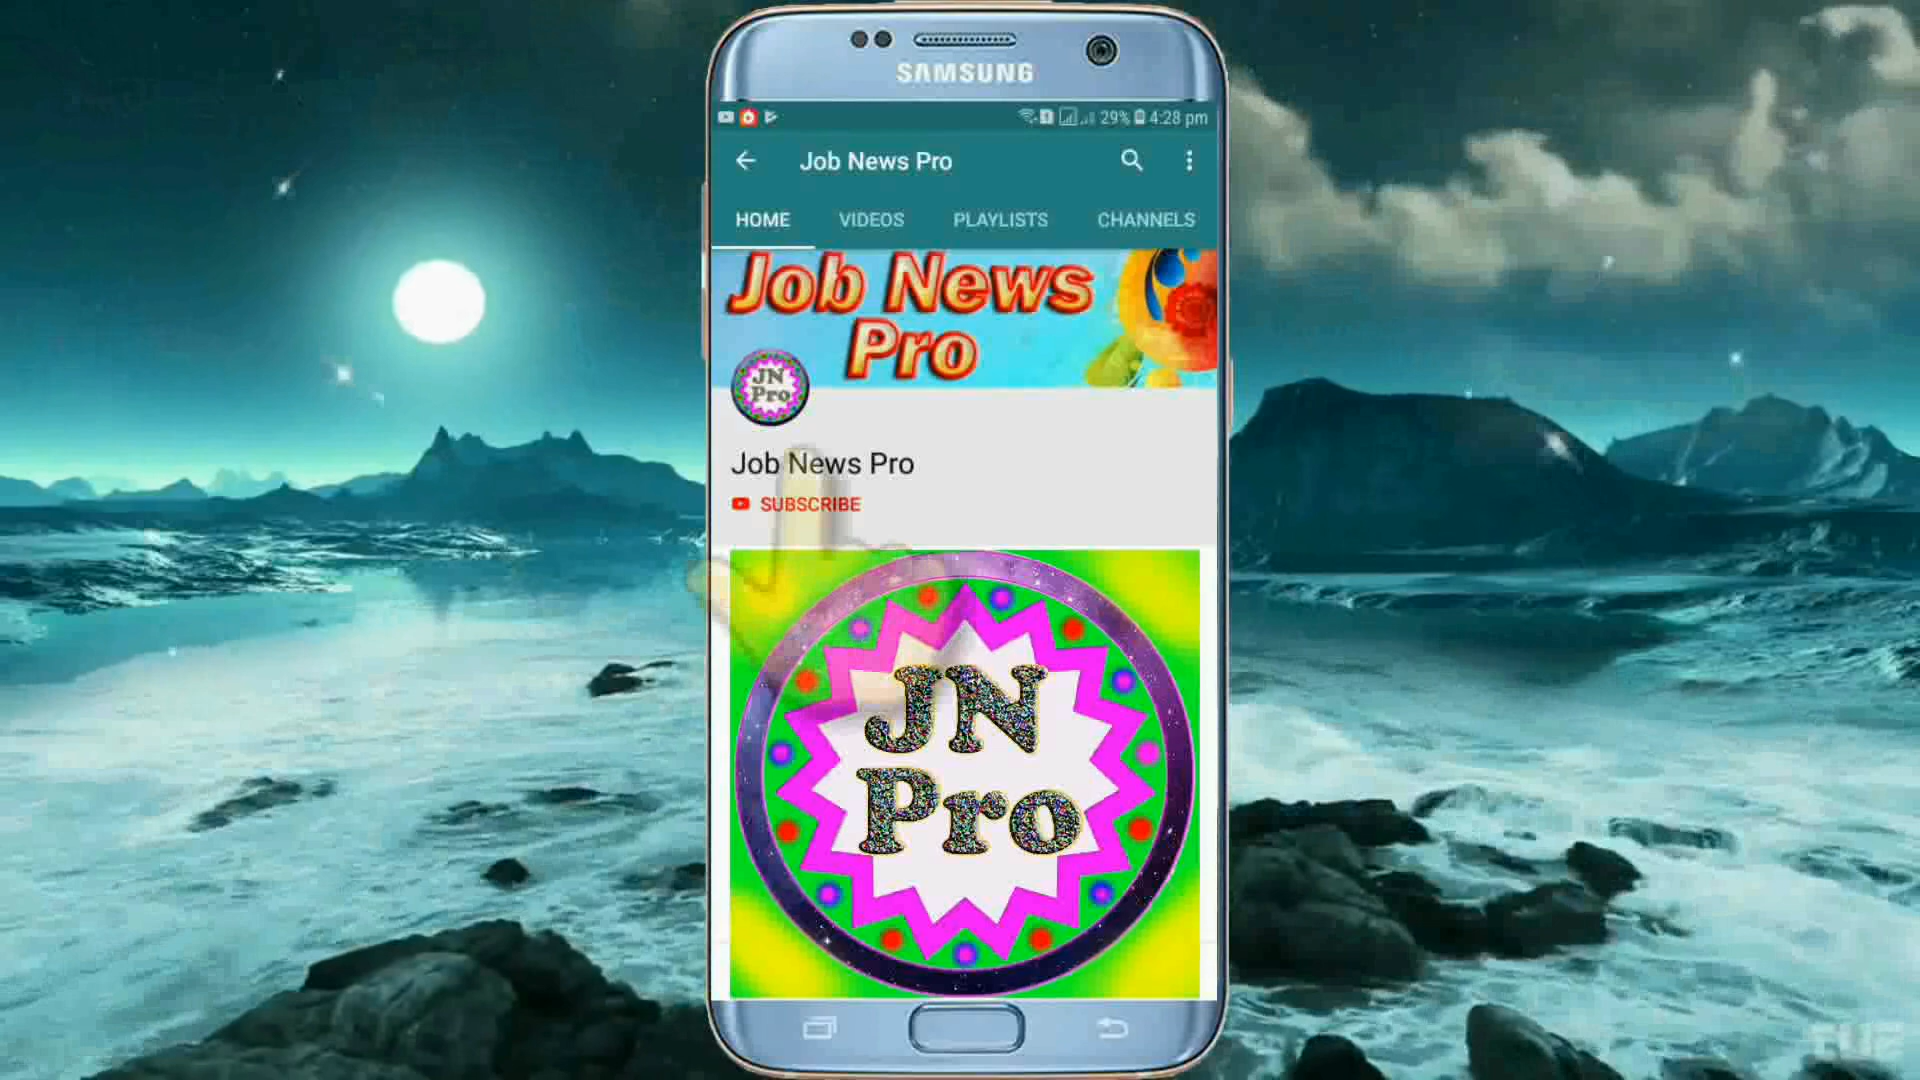 SAMSUNG
29% 4:28 pm
Job News Pro
HOME VIDEOS PLAYLISTS CHANNELS
Job News
Pro
JN
Pro
Job News Pro
SUBSCRIBE
JN
Pro